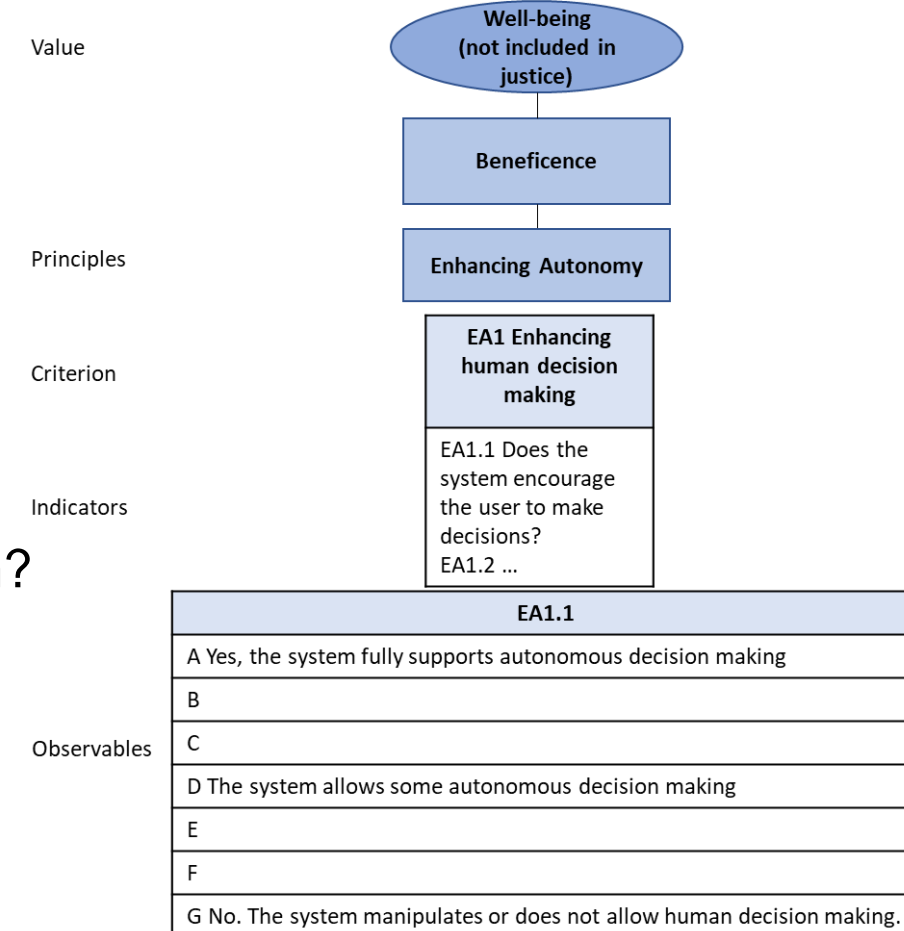 Value
Well-being
(not included in
justice)
Beneficence
Principles
Enhancing Autonomy
Criterion
EA1 Enhancing
human decision
making
Indicators
EA1.1 Does the
system encourage
the user to make
decisions?
EA1.2 ...
?
EA1.1
A Yes, the system fully supports autonomous decision making
B
C
Observables
D The system allows some autonomous decision making
E
F
G No. The system manipulates or does not allow human decision making.